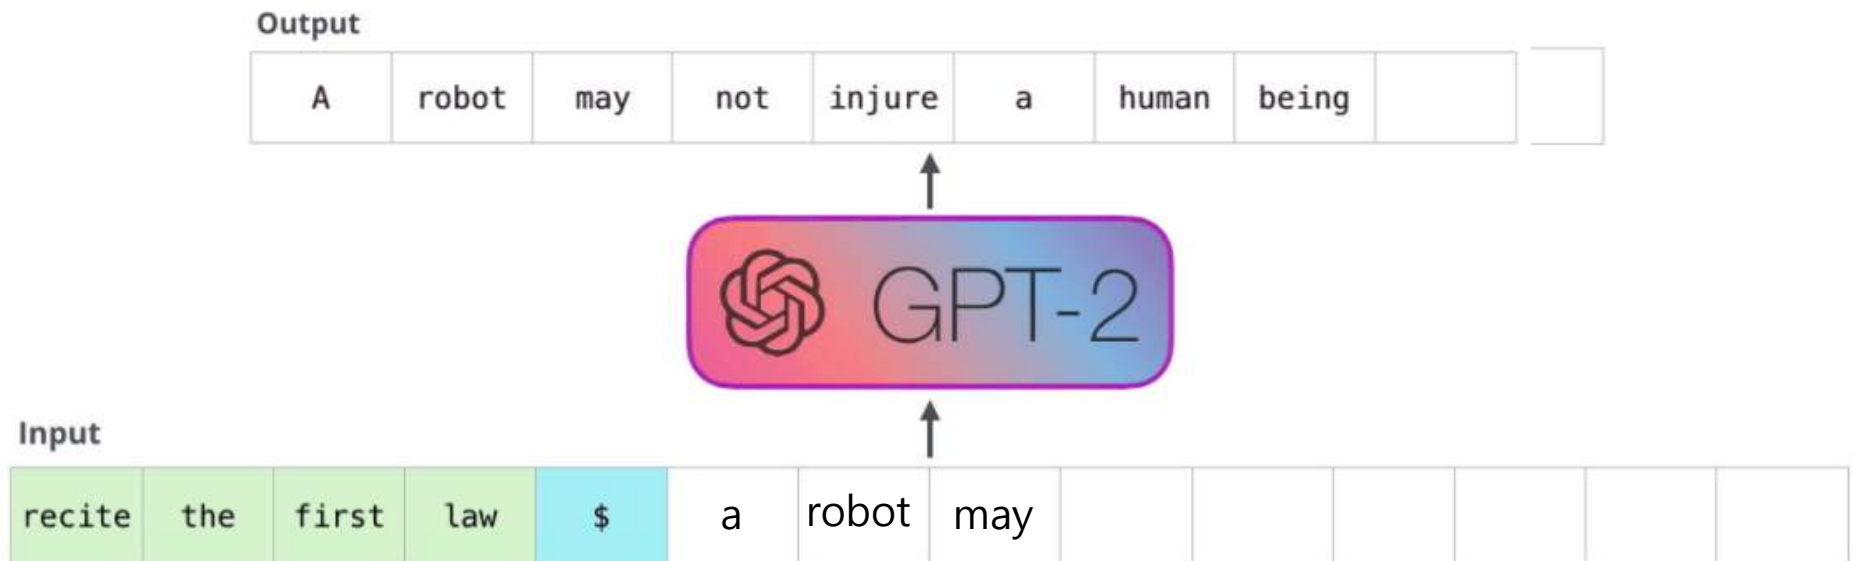 Output
A robot may not injure a human being
GPT-2
Input
recite the first law $ a robot may